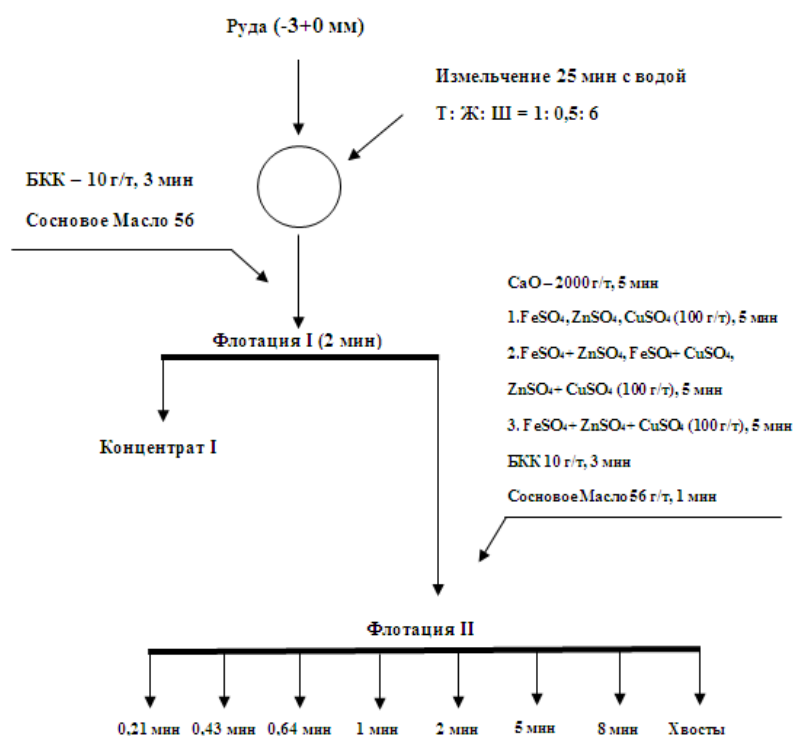 Руда (-3+0 мм)
Измельчение 25 мин с водой
Т: Ж: Ш = 1: 0,5: 6
БКК – 10 г/т, 3 мин
Сосновое Масло 56
CaO – 2000 г/т, 5 мин
1.FeSO₄, ZnSO₄, CuSO₄ (100 г/т), 5 мин
2.FeSO₄+ ZnSO₄, FeSO₄+ CuSO₄,
ZnSO₄+ CuSO₄ (100 г/т), 5 мин
3. FeSO₄+ ZnSO₄+ CuSO₄ (100 г/т), 5 мин
БКК 10 г/т, 3 мин
Сосновое Масло 56 г/т, 1 мин
Флотация I (2 мин)
Концентрат I
Флотация II
0,21 мин 0,43 мин 0,64 мин 1 мин 2 мин 5 мин 8 мин Хвосты